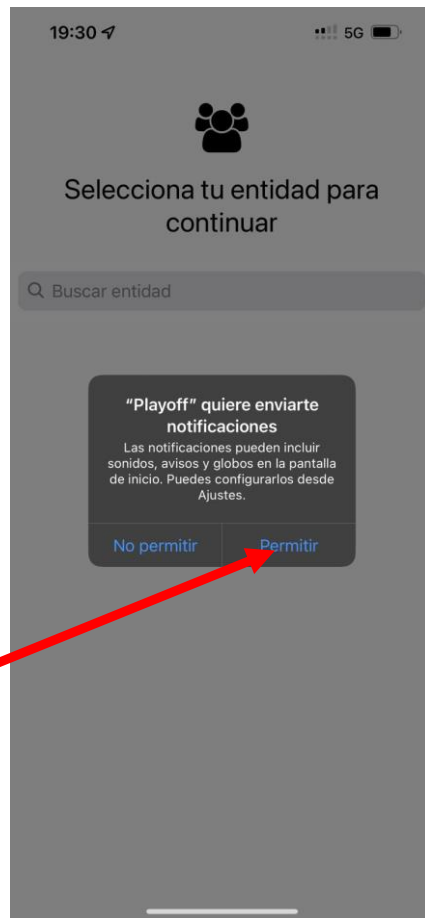 19:30
5G
Selecciona tu entidad para
continuar
Buscar entidad
"Playoff" quiere enviarte
notificaciones
Las notificaciones pueden incluir
sonidos, avisos y globos en la pantalla
de inicio. Puedes configurarlos desde
Ajustes.
No permitir
Permitir